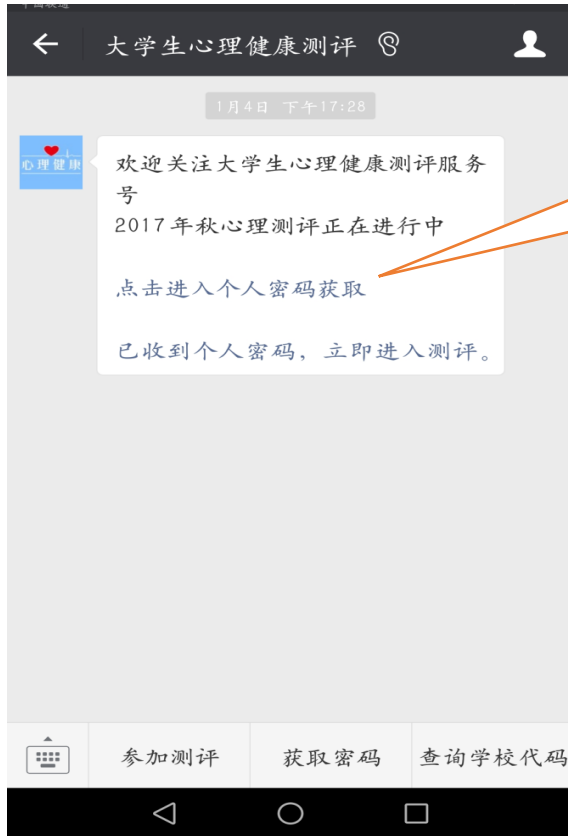 大学生心理健康测评
1月4日 下午17:28
心理健康
欢迎关注大学生心理健康测评服务
号
2017年秋心理测评正在进行中
点击进入个人密码获取
已收到个人密码，立即进入测评。
参加测评
获取密码
查询学校代码